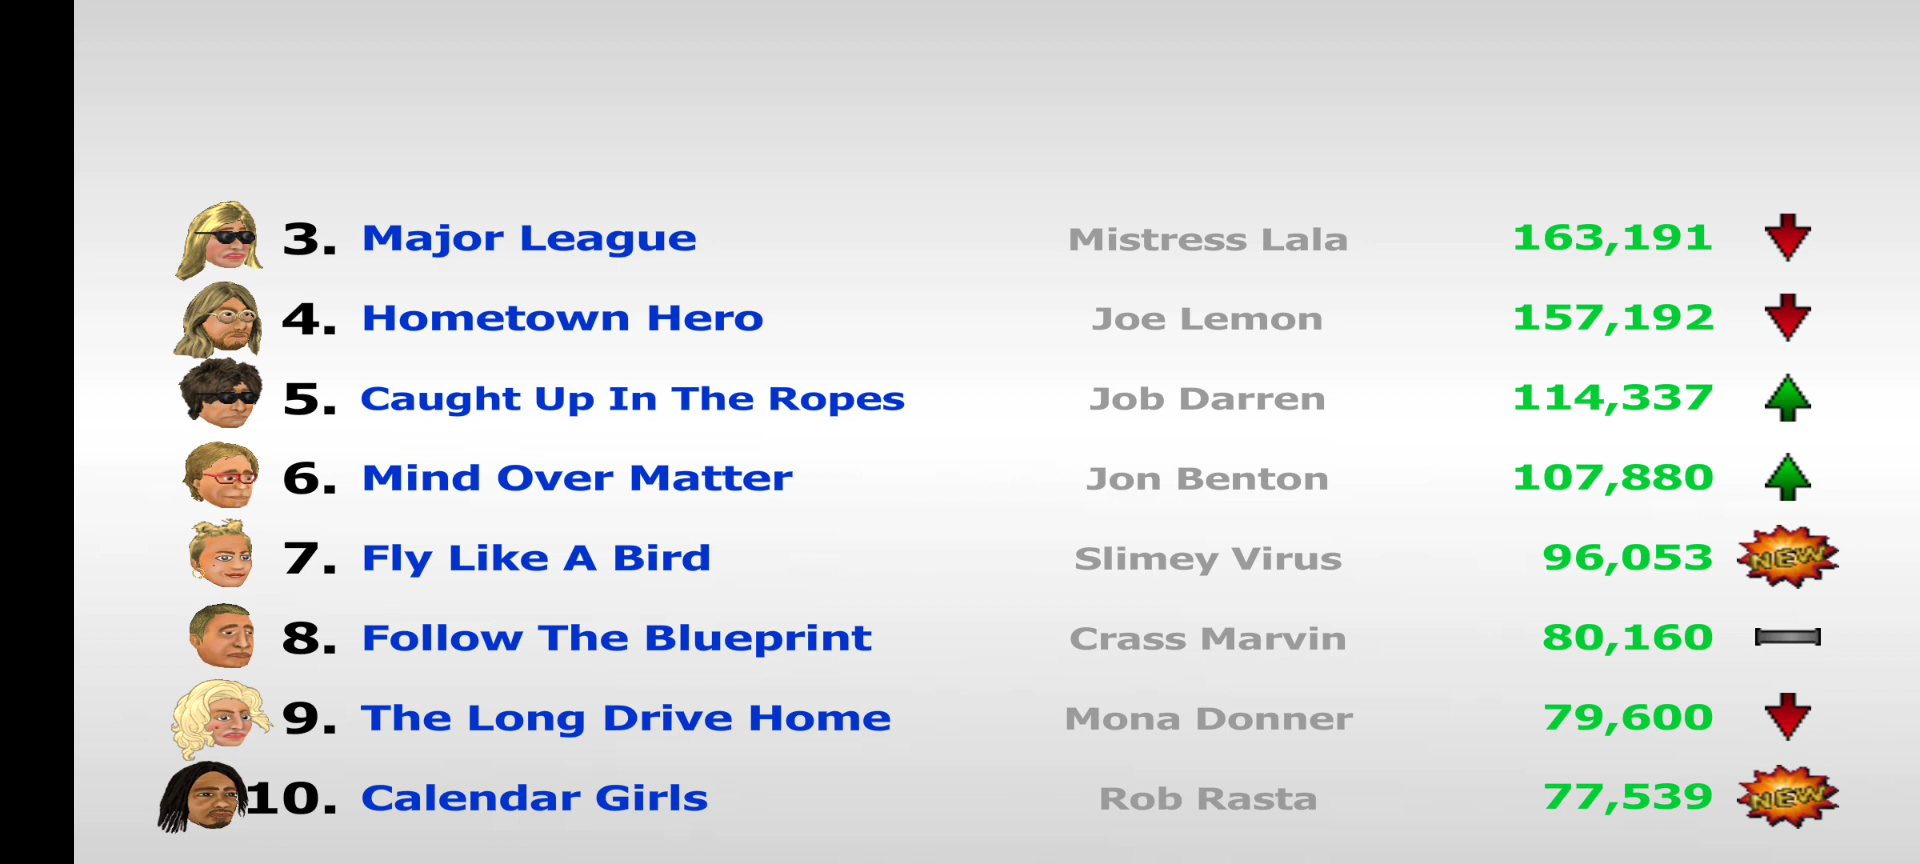 3. Major League Mistress Lala 163,191
4. Hometown Hero Joe Lemon 157,192
5. Caught Up In The Ropes Job Darren 114,337
6. Mind Over Matter Jon Benton 107,880
7. Fly Like A Bird Slimey Virus 96,053 NEW
8. Follow The Blueprint Crass Marvin 80,160
9. The Long Drive Home Mona Donner 79,600
10. Calendar Girls Rob Rasta 77,539 NEW